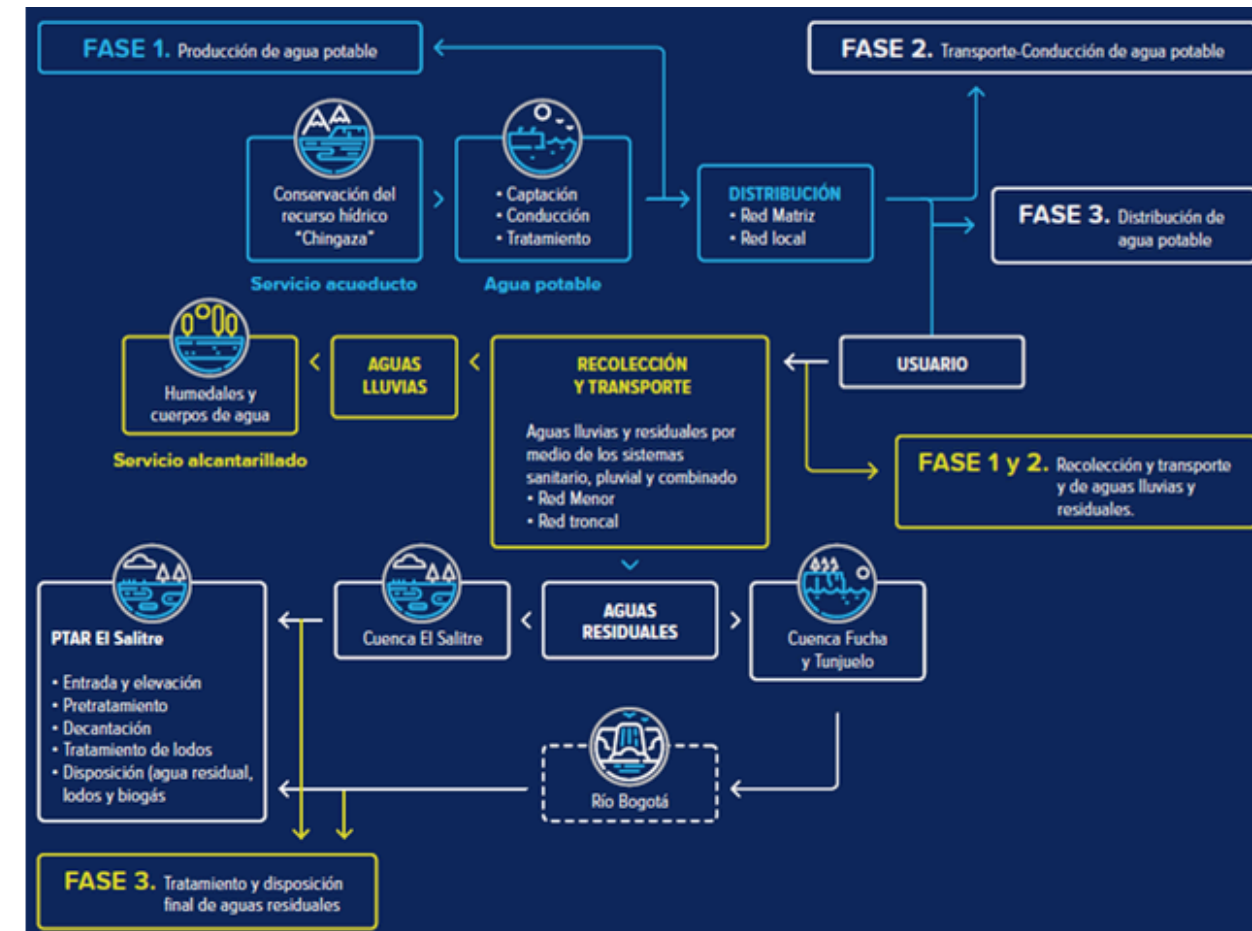 FASE 1. Producción de agua potable
FASE 2. Transporte-Conducción de agua potable
Conservación del
recurso hídrico
"Chingaza"
Servicio acueducto
• Captación
• Conducción
• Tratamiento
Agua potable
DISTRIBUCIÓN
• Red Matriz
• Red local
FASE 3. Distribución de
agua potable
Humedales y
cuerpos de agua
Servicio alcantarillado
AGUAS
LLUVIAS
RECOLECCIÓN
Y TRANSPORTE
Aguas lluvias y residuales por
medio de los sistemas
sanitario, pluvial y combinado
• Red Menor
• Red troncal
USUARIO
FASE 1 y 2. Recolección y transporte
y de aguas lluvias y
residuales.
PTAR El Salitre
• Entrada y elevación
• Pretratamiento
• Decantación
• Tratamiento de lodos
• Disposición (agua residual,
lodos y biogás
Cuenca El Salitre
AGUAS
RESIDUALES
Cuenca Fucha
y Tunjuelo
Río Bogotá
FASE 3. Tratamiento y disposición
final de aguas residuales